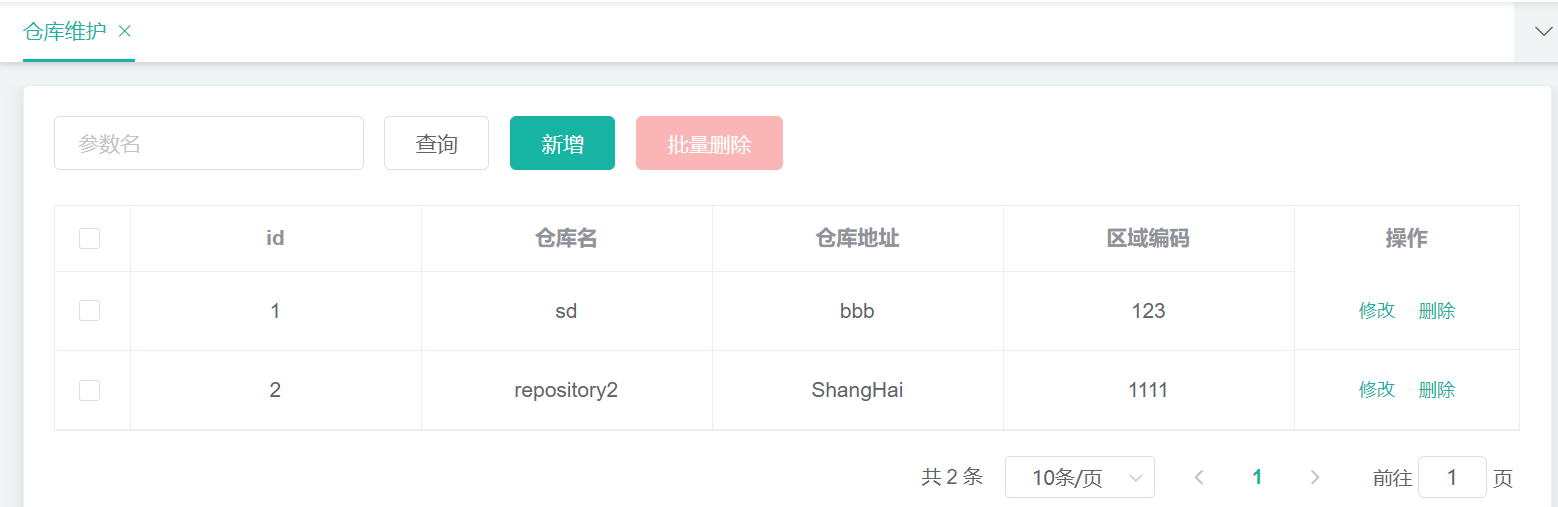 仓库维护
参数名 查询 新增 批量删除
id 仓库名 仓库地址 区域编码 操作
1 sd bbb 123 修改 删除
2 repository2 ShangHai 1111 修改 删除
共 2 条 10条/页 1 前往 1 页